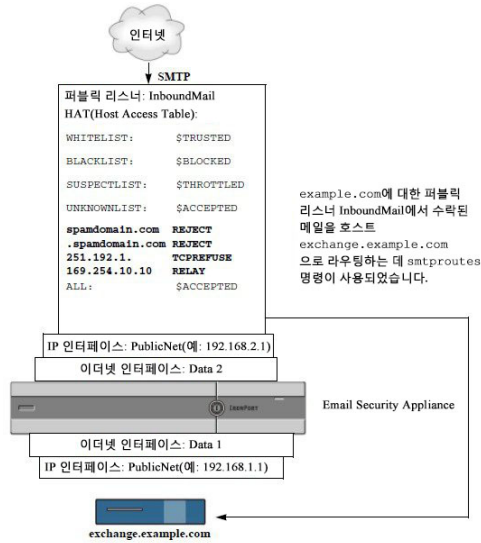 인터넷
SMTP
퍼블릭 리스너: InboundMail
HAT(Host Access Table):
WHITELIST: $TRUSTED
BLACKLIST: $BLOCKED
SUSPECTLIST: $THROTTLED
UNKNOWNLIST: $ACCEPTED
spamdomain.com REJECT
.spamdomain.com REJECT
251.192.1. TCPREFUSE
169.254.10.10 RELAY
ALL: $ACCEPTED
example.com에 대한 퍼블릭
리스너 InboundMail에서 수락된
메일을 호스트
exchange.example.com
으로 라우팅하는 데 smtproutes
명령이 사용되었습니다.
IP 인터페이스: PublicNet(예: 192.168.2.1)
이더넷 인터페이스: Data 2
IRONPORT
Email Security Appliance
이더넷 인터페이스: Data 1
IP 인터페이스: PublicNet(예: 192.168.1.1)
exchange.example.com